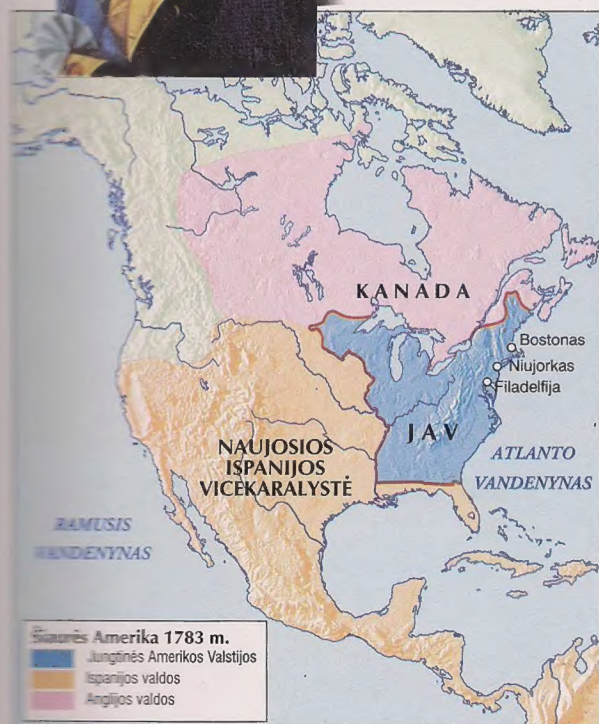 KANADA
Bostonas
Niujorkas
Filadelfija
JAV
NAUJOSIOS
ISPANIJOS
VICEKARALYSTĖ
ATLANTO
VANDENYNAS
RAMUSIS
VANDENYNAS
Šiaurės Amerika 1783 m.
Jungtinės Amerikos Valstijos
Ispanijos valdos
Anglijos valdos